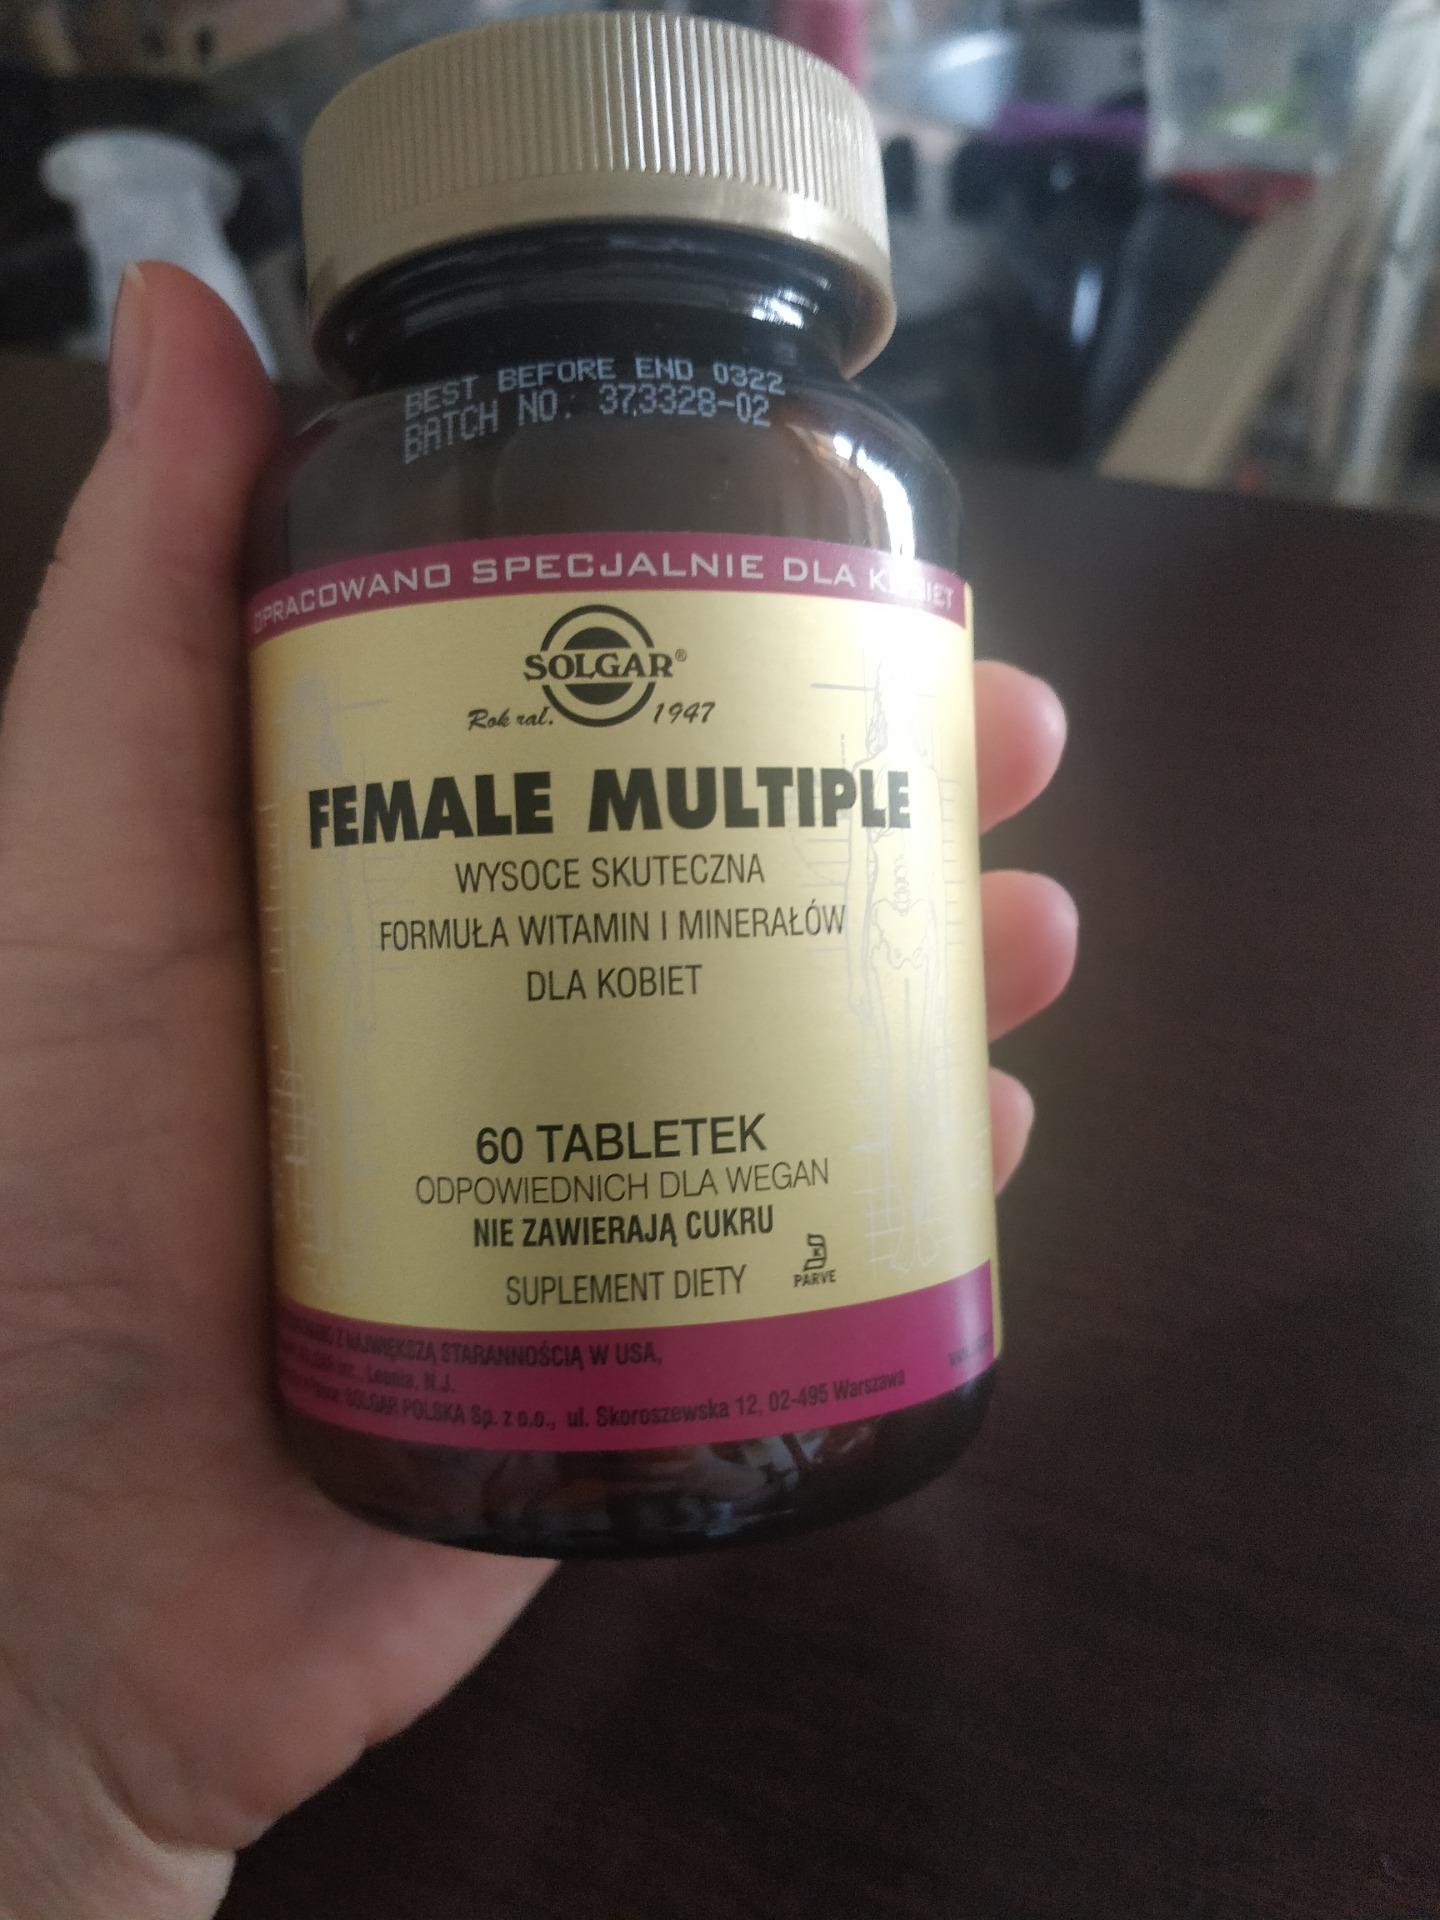 BEST BEFORE END 0322
BATCH NO. 373328-02
OPRACOWANO SPECJALNIE DLA KOBIET
SOLGAR®
Rok zał. 1947
FEMALE MULTIPLE
WYSOCE SKUTECZNA
FORMUŁA WITAMIN I MINERAŁÓW
DLA KOBIET
60 TABLETEK
ODPOWIEDNICH DLA WEGAN
NIE ZAWIERAJĄ CUKRU
SUPLEMENT DIETY
K
PARVE
Z NAJWIĘKSZĄ STARANNOŚCIĄ W USA,
Leonia, N.J.
SOLGAR POLSKA Sp. z o.o., ul. Skoroszewska 12, 02-495 Warszawa